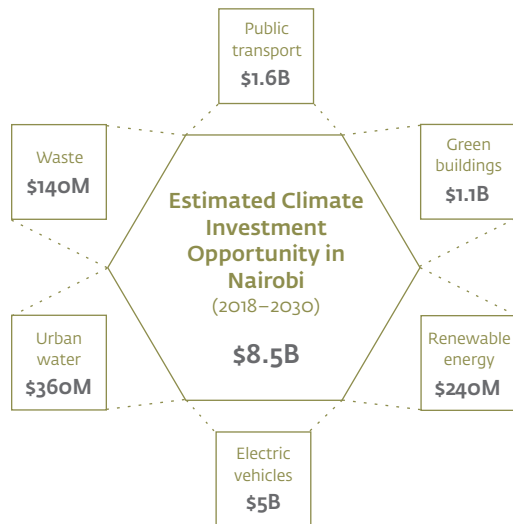 Public
transport
$1.6B
Waste
$140M
Green
buildings
$1.1B
Estimated Climate
Investment
Opportunity in
Nairobi
(2018–2030)
$8.5B
Urban
water
$360M
Renewable
energy
$240M
Electric
vehicles
$5B